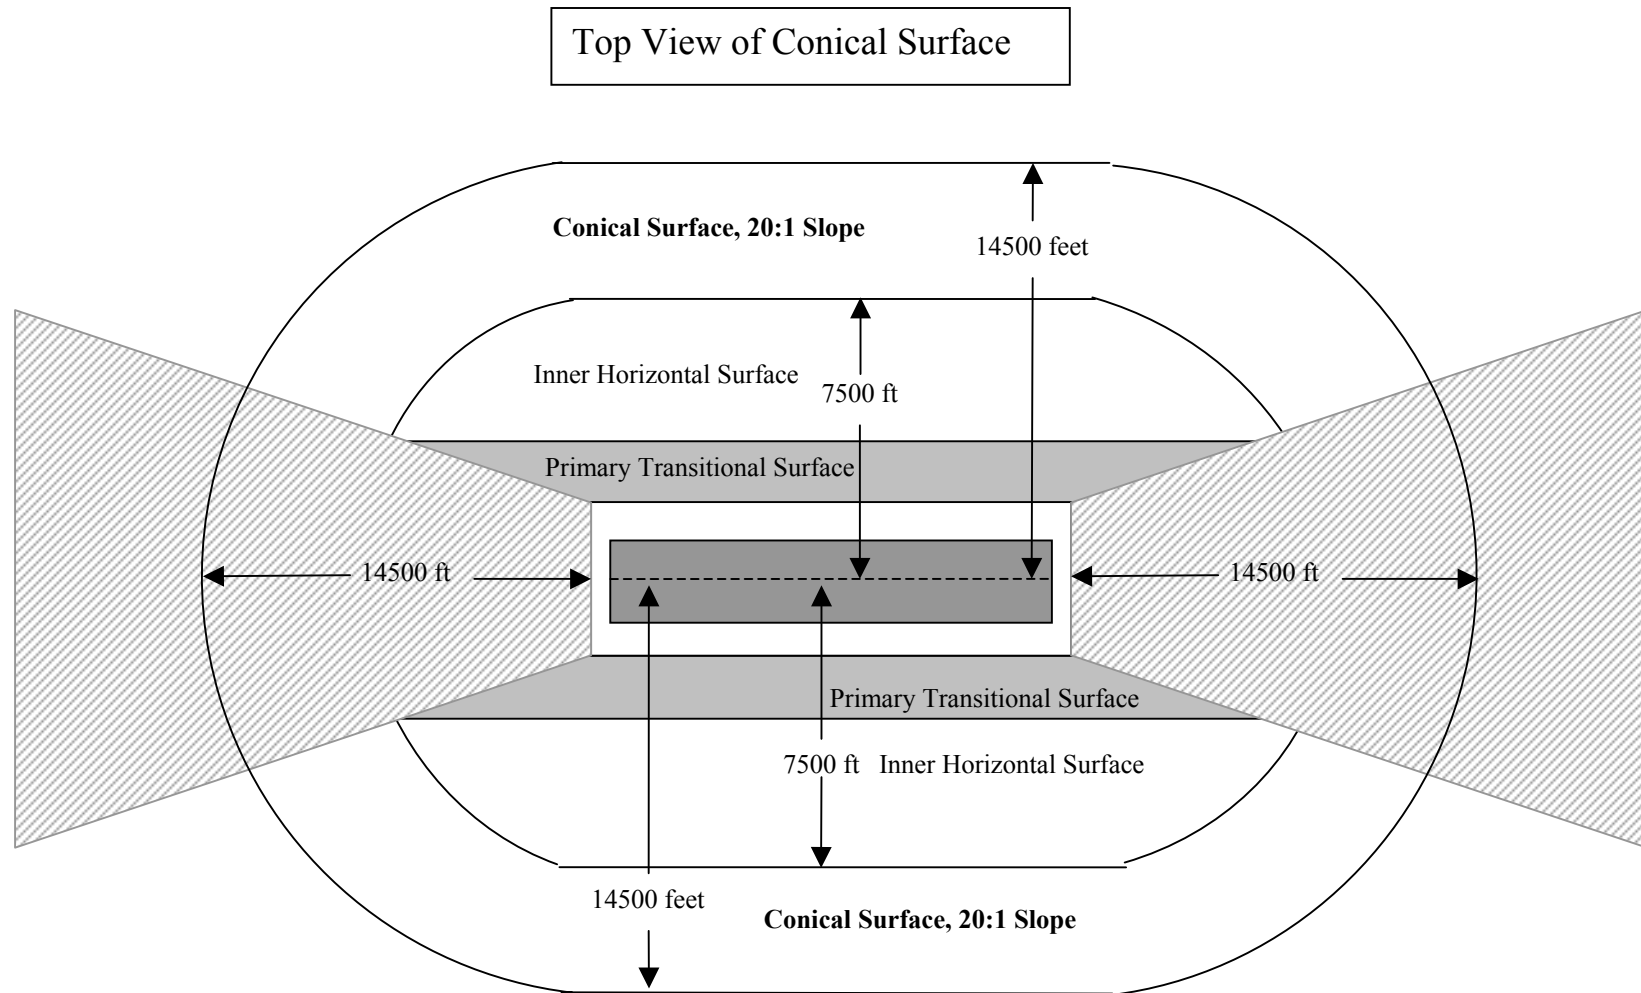 Top View of Conical Surface
Conical Surface, 20:1 Slope
14500 feet
Inner Horizontal Surface
7500 ft
Primary Transitional Surface
14500 ft
14500 ft
Primary Transitional Surface
7500 ft Inner Horizontal Surface
14500 feet
Conical Surface, 20:1 Slope